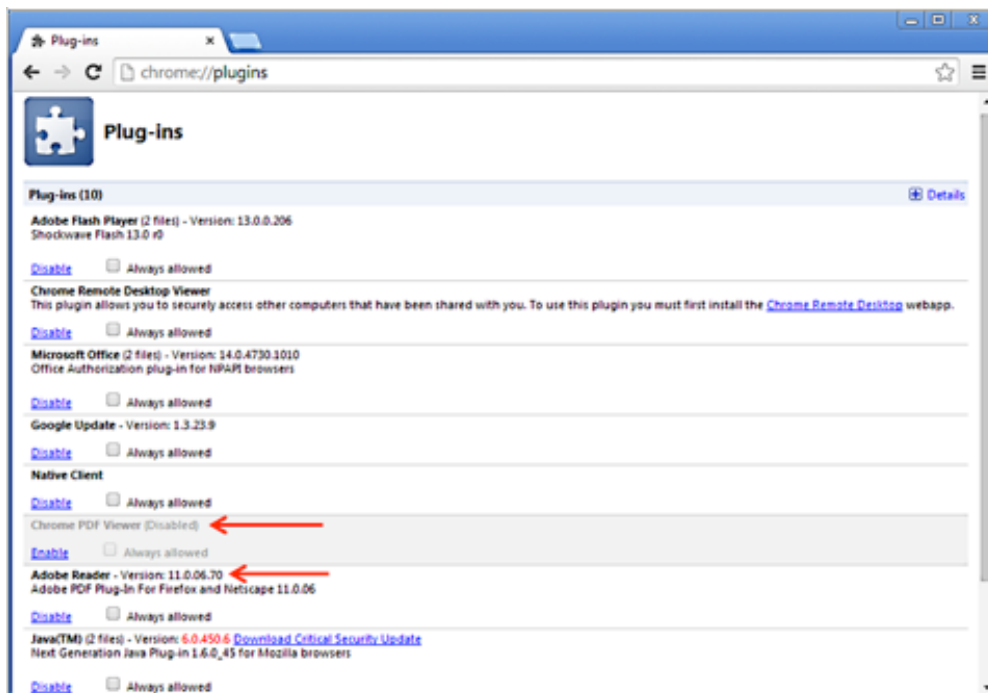 Plug-ins
chrome://plugins
Plug-ins
Plug-ins (10)
Details
Adobe Flash Player (2 files) - Version: 13.0.0.206
Shockwave Flash 13.0 r0
Disable Always allowed
Chrome Remote Desktop Viewer
This plugin allows you to securely access other computers that have been shared with you. To use this plugin you must first install the Chrome Remote Desktop webapp.
Disable Always allowed
Microsoft Office (2 files) - Version: 14.0.4730.1010
Office Authorization plug-in for NPAPI browsers
Disable Always allowed
Google Update - Version: 1.3.23.9
Disable Always allowed
Native Client
Disable Always allowed
Chrome PDF Viewer (Disabled)
Enable Always allowed
Adobe Reader - Version: 11.0.06.70
Adobe PDF Plug-In For Firefox and Netscape 11.0.06
Disable Always allowed
Java(TM) (2 files) - Version: 6.0.450.6 Download Critical Security Update
Next Generation Java Plug-in 1.6.0_45 for Mozilla browsers
Disable Always allowed